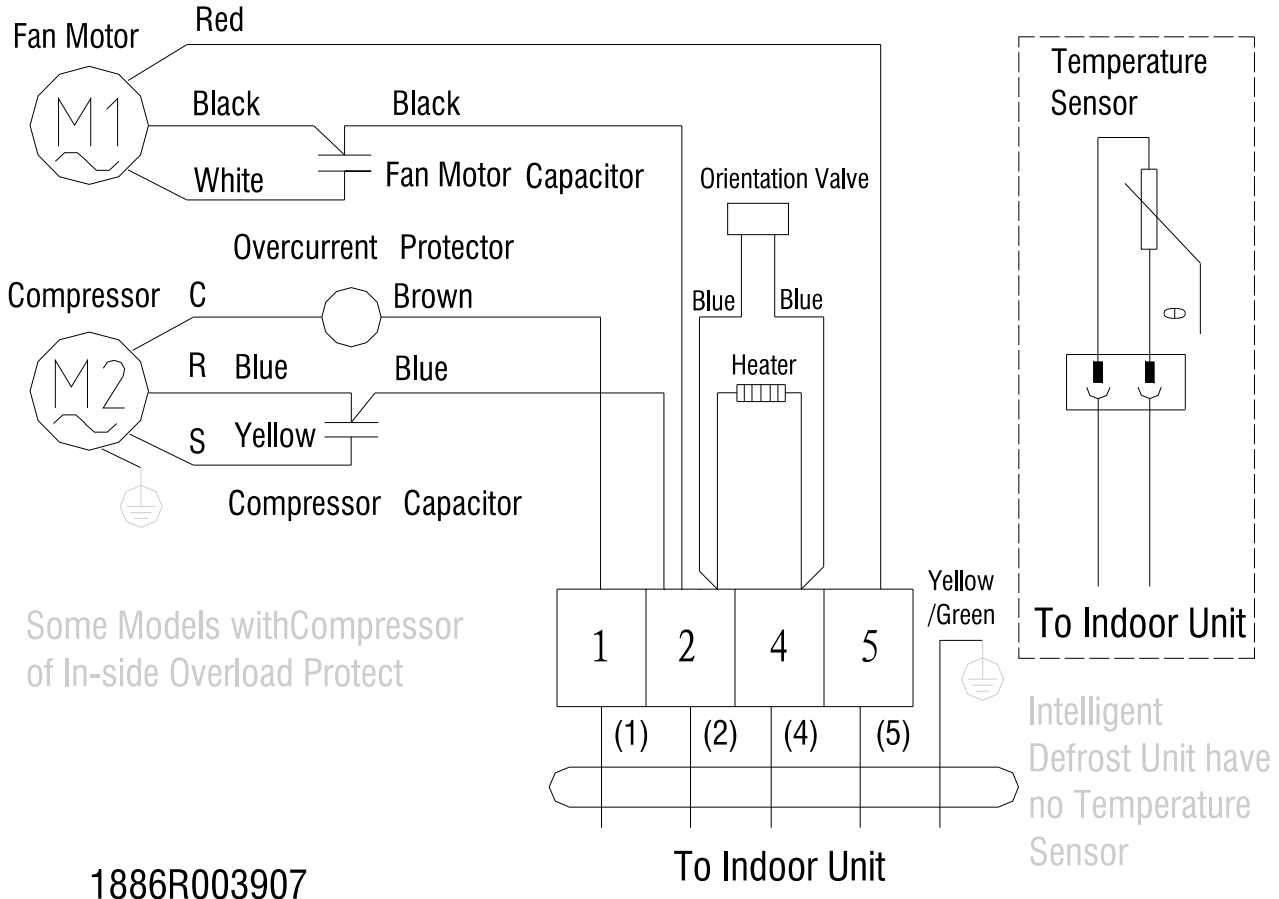 Red
Fan Motor
M1
Black
Black
White
Fan Motor Capacitor
Overcurrent Protector
Compressor
C
Brown
M2
R
Blue
Blue
S
Yellow
Compressor Capacitor
Orientation Valve
Blue
Blue
Heater
Temperature
Sensor
To Indoor Unit
Some Models withCompressor
of In-side Overload Protect
1
2
4
5
Yellow
/Green
(1)
(2)
(4)
(5)
To Indoor Unit
Intelligent
Defrost Unit have
no Temperature
Sensor
1886R003907